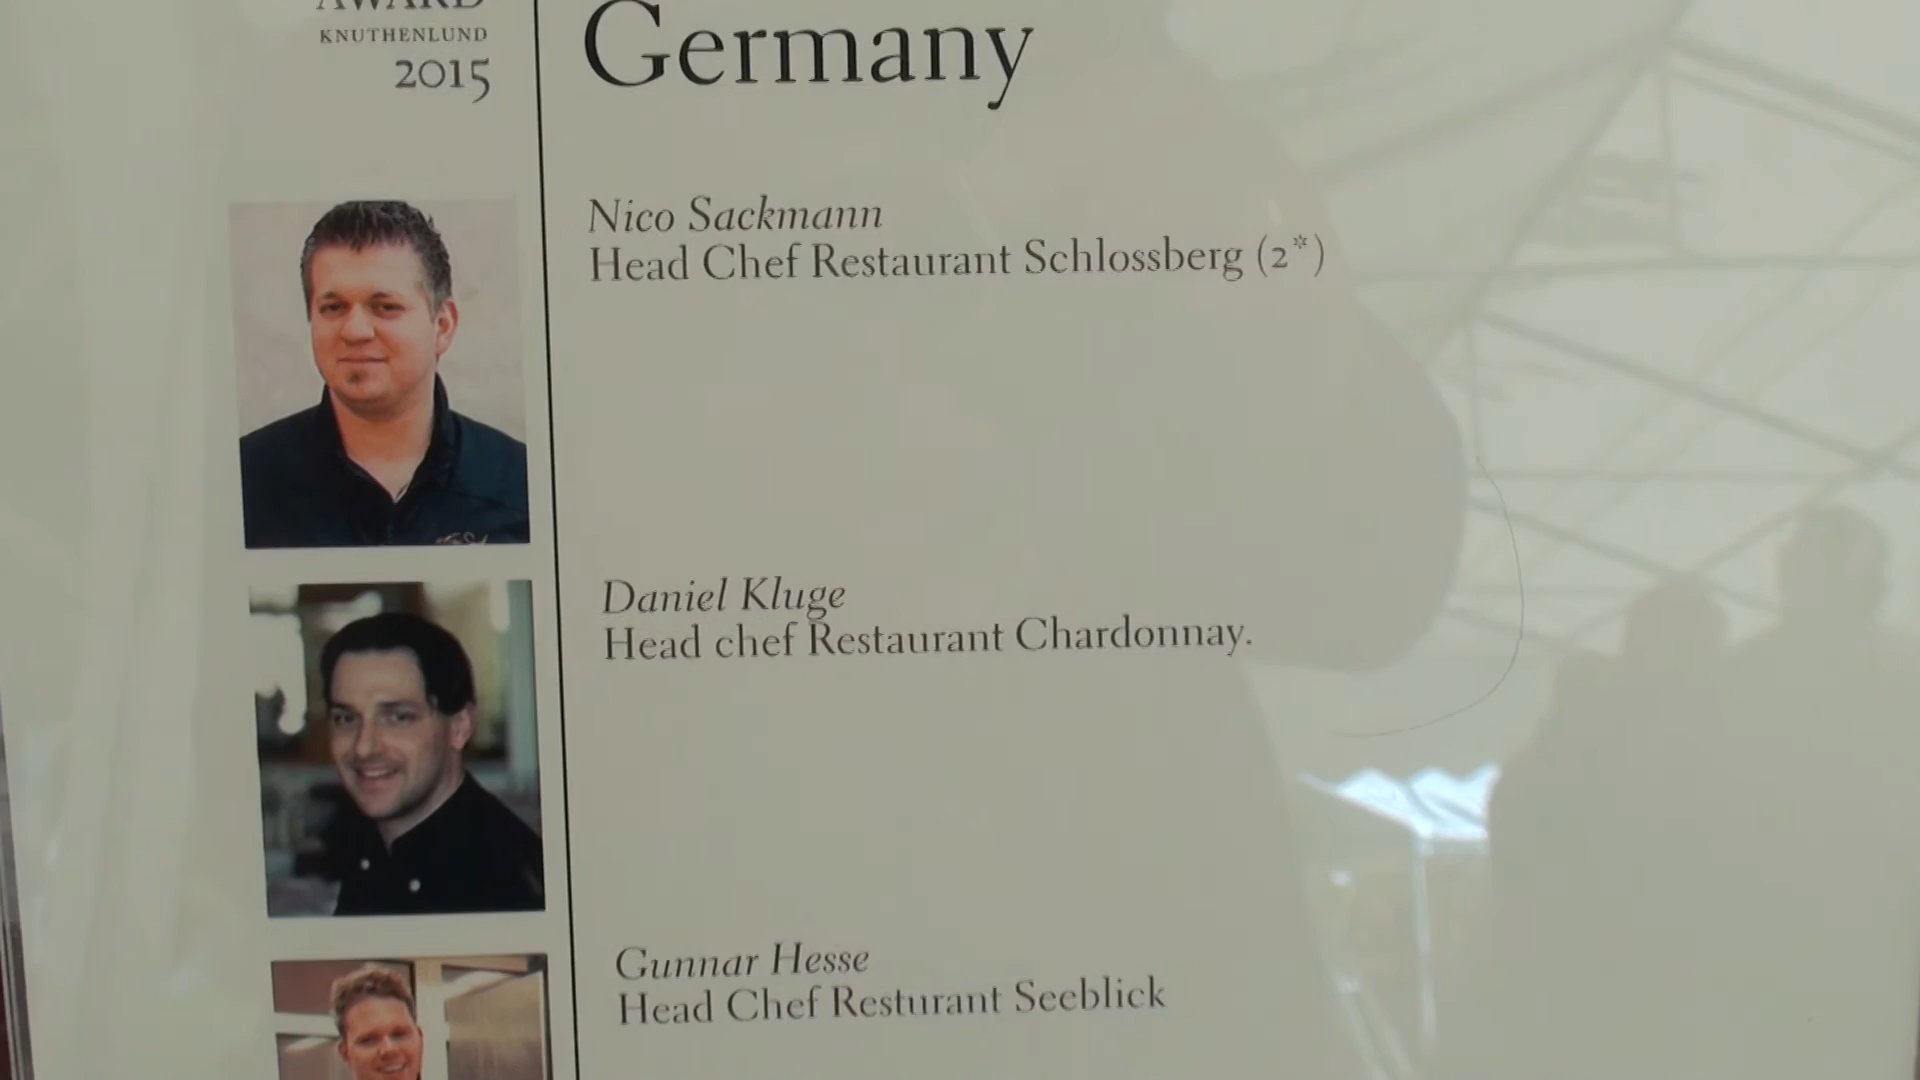 AWARD
KNUTHENLUND
2015
Germany
Nico Sackmann
Head Chef Restaurant Schlossberg (2*)
Daniel Kluge
Head chef Restaurant Chardonnay.
Gunnar Hesse
Head Chef Resturant Seeblick